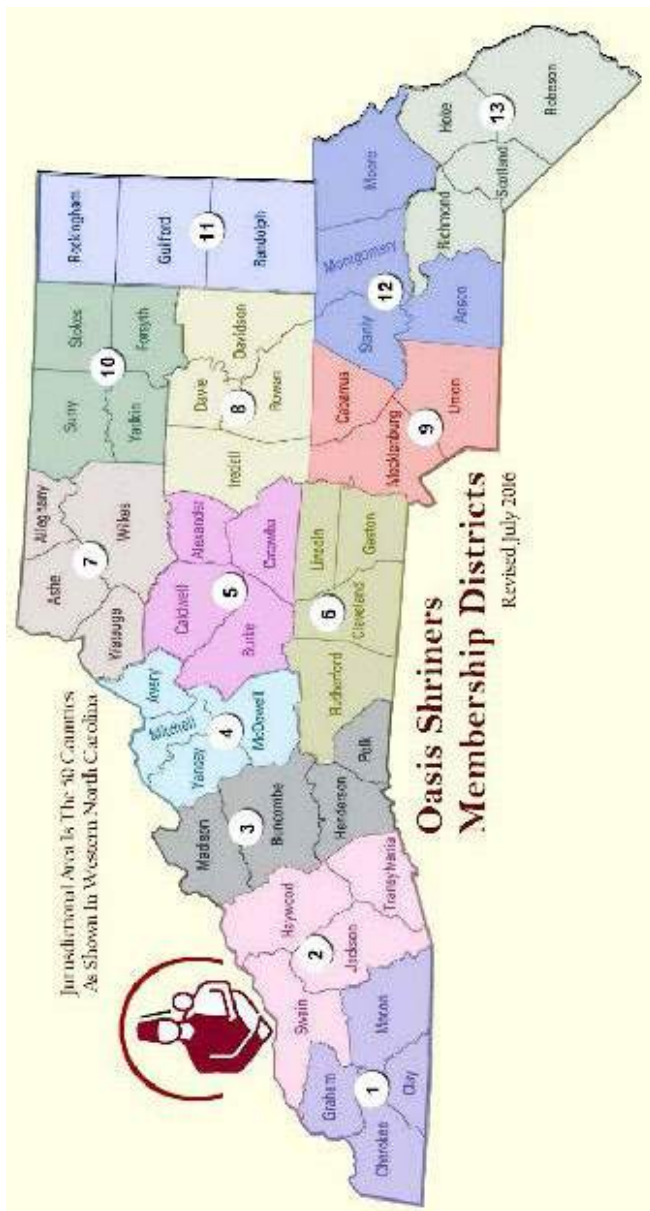 Jurisdictional Area Is The 50 Counties
As Shown In Western North Carolina
Oasis Shriners
Membership Districts
Revised July 2016
Cherokee
Graham
Clay
Macon
1
Swain
Haywood
Jackson
Transylvania
2
Madison
Buncombe
Henderson
Polk
3
Yancey
Mitchell
Avery
McDowell
4
Caldwell
Alexander
Burke
Catawba
5
Rutherford
Cleveland
Lincoln
Gaston
6
Ashe
Alleghany
Watauga
Wilkes
7
Iredell
Davie
Rowan
Davidson
8
Mecklenburg
Cabarrus
Union
9
Surry
Stokes
Yadkin
Forsyth
10
Rockingham
Guilford
Randolph
11
Stanly
Montgomery
Moore
Anson
12
Richmond
Hoke
Scotland
Robeson
13